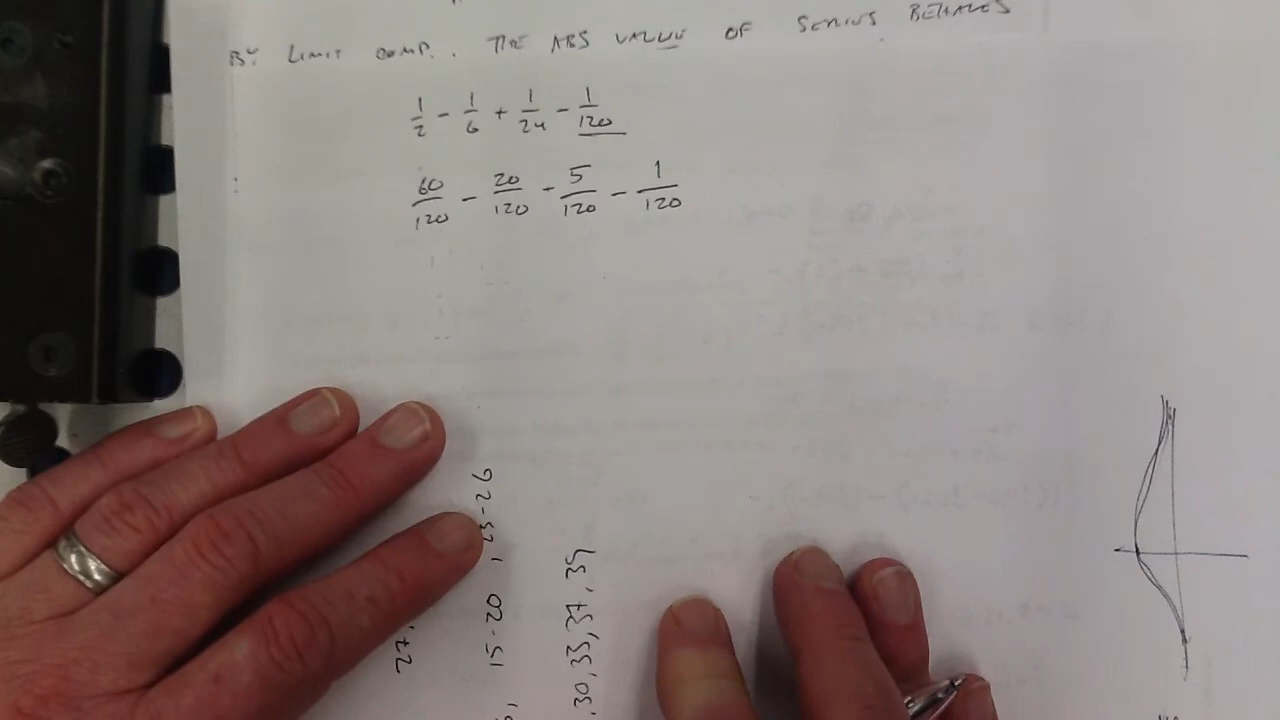 BY LIMIT COMP. THE ABS VALUE OF SERIES BEHAVES
1/2 - 1/6 + 1/24 - 1/120
60/120 - 20/120 + 5/120 - 1/120
27,
15-20, 23-26
30, 33, 37, 39